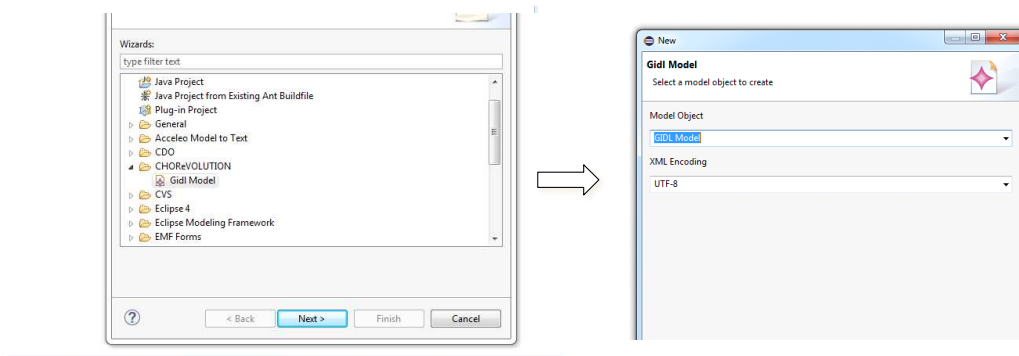 Wizards:
type filter text
Java Project
Java Project from Existing Ant Buildfile
Plug-in Project
General
Acceleo Model to Text
CDO
CHOReVOLUTION
Gidl Model
CVS
Eclipse 4
Eclipse Modeling Framework
EMF Forms
?
< Back Next > Finish Cancel
New
Gidl Model
Select a model object to create
Model Object
GIDL Model
XML Encoding
UTF-8